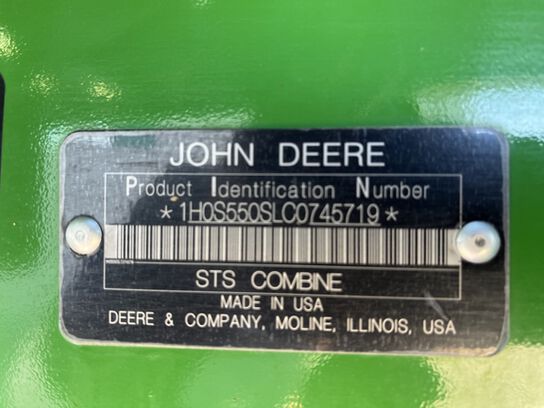 JOHN DEERE
Product Identification Number
*1H0S550SLC0745719*
STS COMBINE
MADE IN USA
DEERE & COMPANY, MOLINE, ILLINOIS, USA